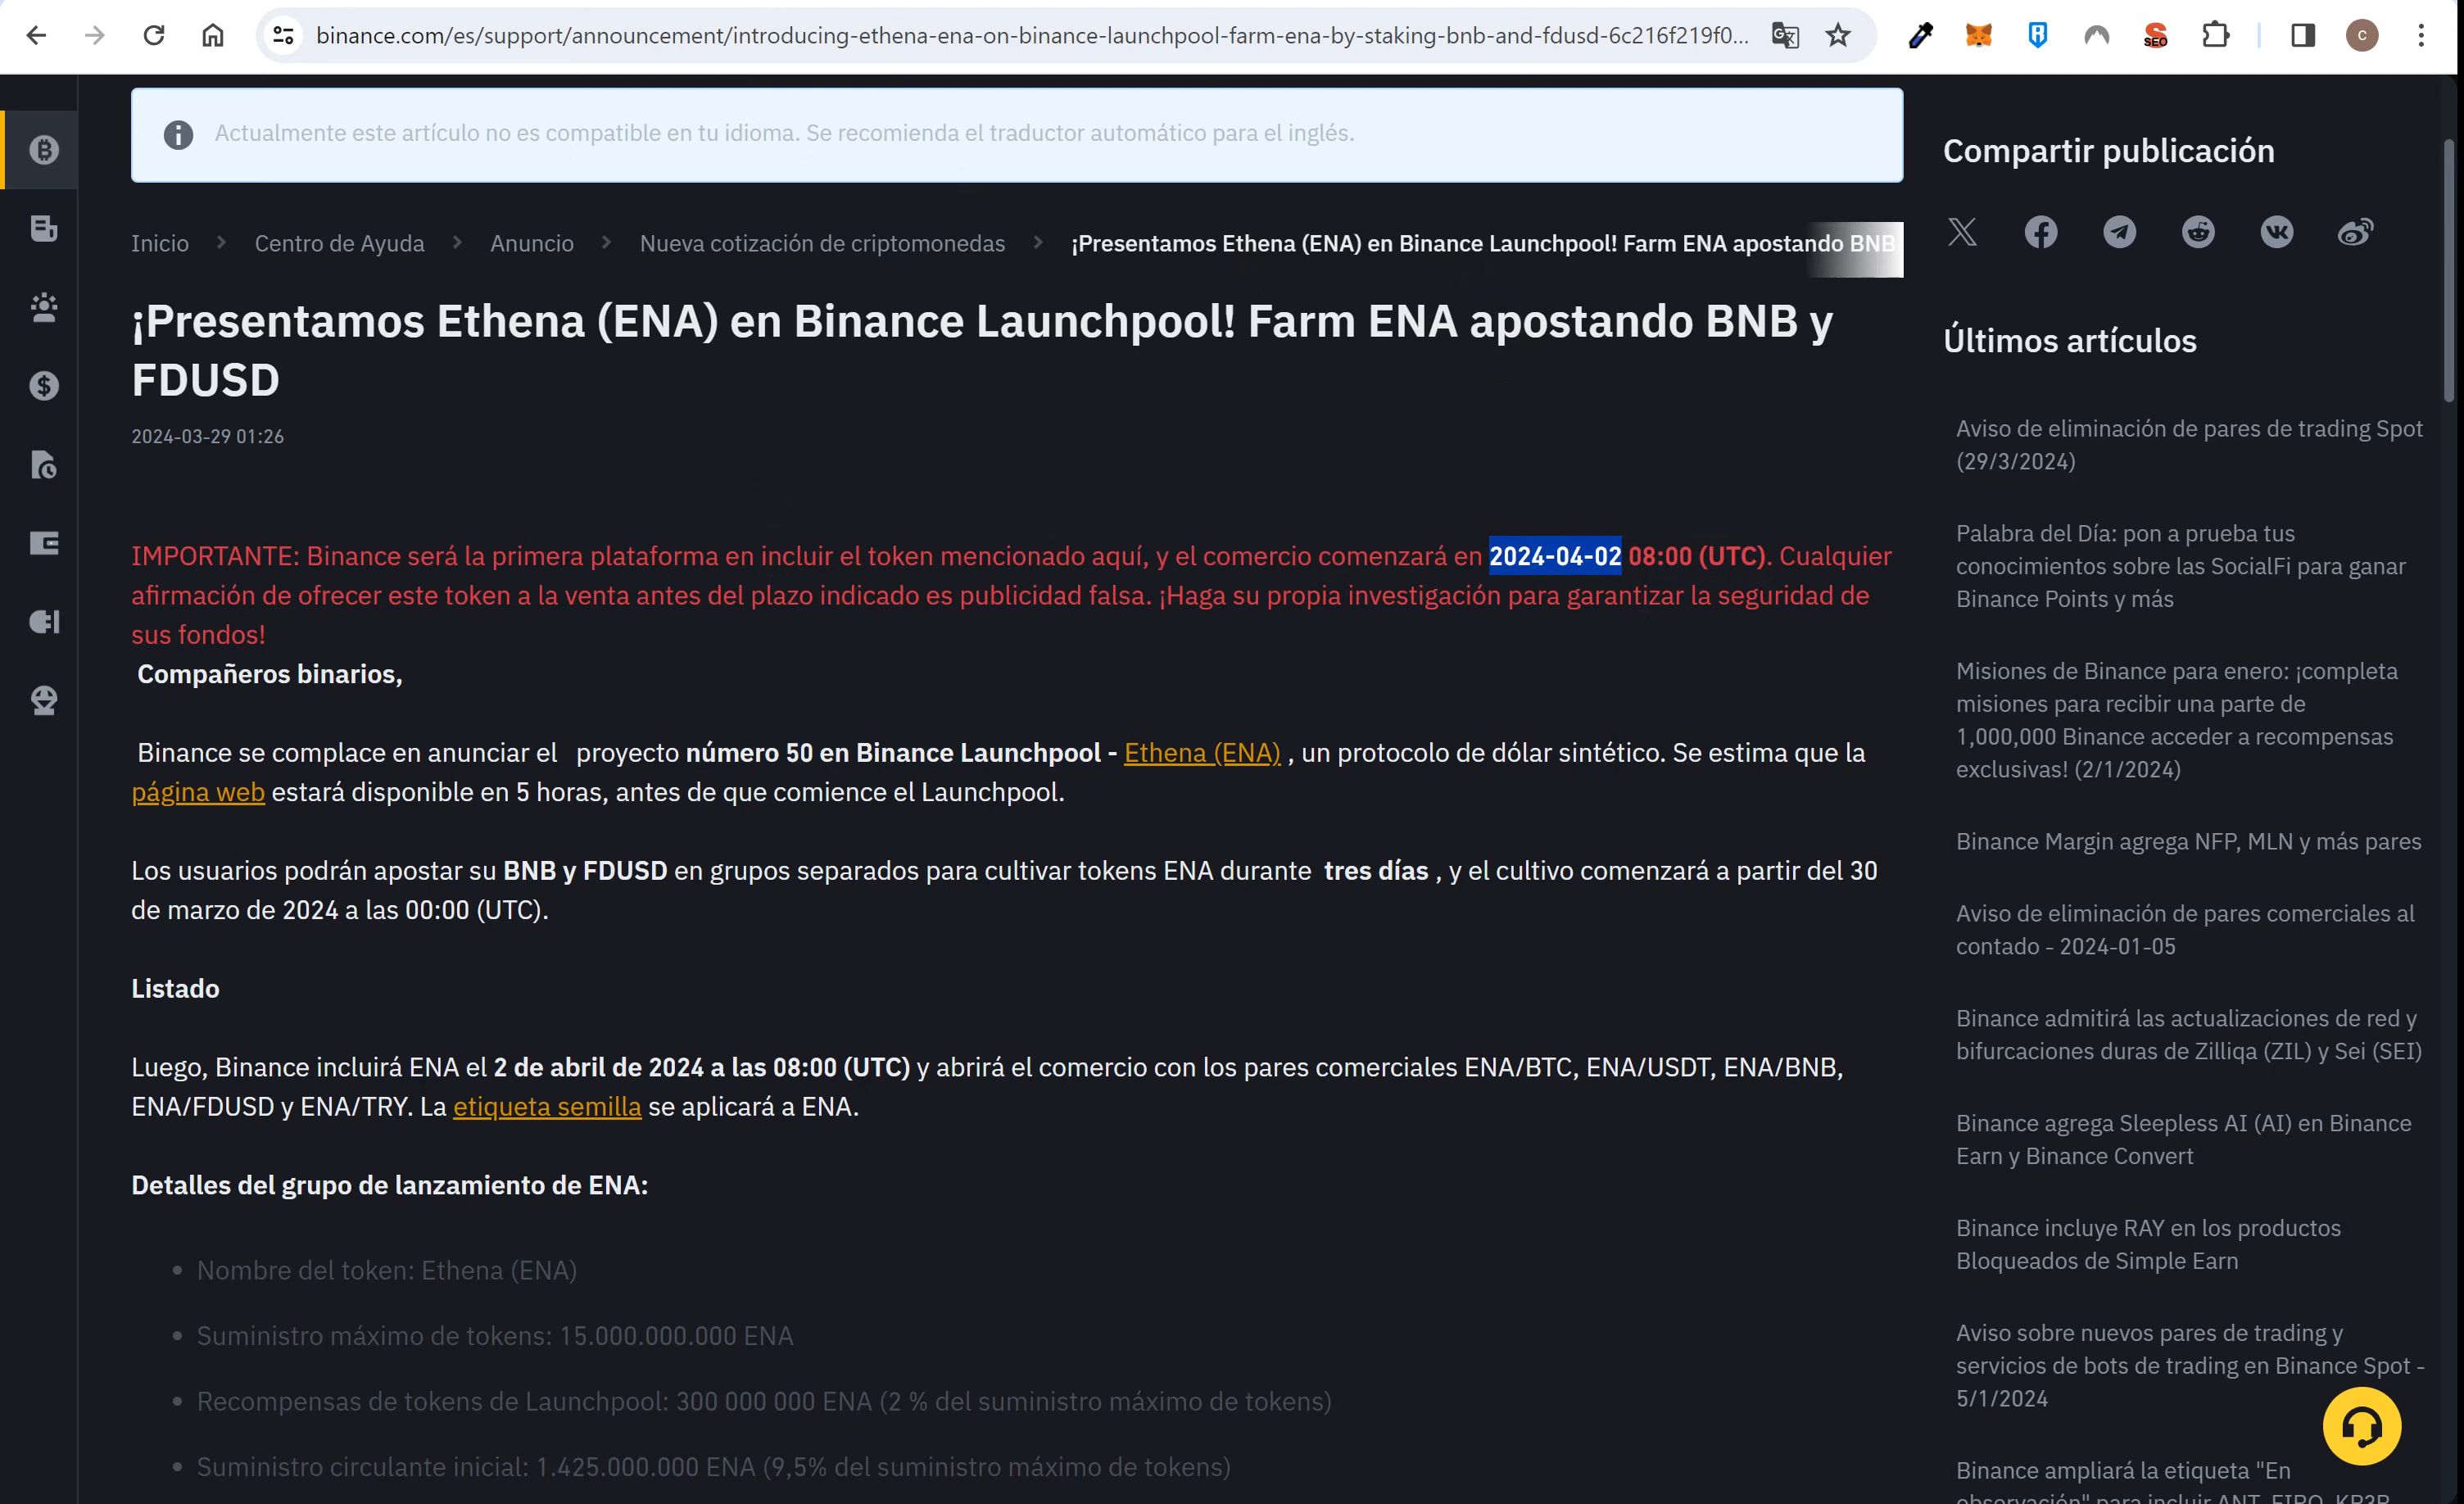 binance.com/es/support/announcement/introducing-ethena-ena-on-binance-launchpool-farm-ena-by-staking-bnb-and-fdusd-6c216f219f0...
SEO
C
Actualmente este artículo no es compatible en tu idioma. Se recomienda el traductor automático para el inglés.
Inicio > Centro de Ayuda > Anuncio > Nueva cotización de criptomonedas > ¡Presentamos Ethena (ENA) en Binance Launchpool! Farm ENA apostando BNB
¡Presentamos Ethena (ENA) en Binance Launchpool! Farm ENA apostando BNB y
FDUSD
2024-03-29 01:26
IMPORTANTE: Binance será la primera plataforma en incluir el token mencionado aquí, y el comercio comenzará en 2024-04-02 08:00 (UTC). Cualquier
afirmación de ofrecer este token a la venta antes del plazo indicado es publicidad falsa. ¡Haga su propia investigación para garantizar la seguridad de
sus fondos!
Compañeros binarios,
Binance se complace en anunciar el proyecto número 50 en Binance Launchpool - Ethena (ENA) , un protocolo de dólar sintético. Se estima que la
página web estará disponible en 5 horas, antes de que comience el Launchpool.
Los usuarios podrán apostar su BNB y FDUSD en grupos separados para cultivar tokens ENA durante tres días , y el cultivo comenzará a partir del 30
de marzo de 2024 a las 00:00 (UTC).
Listado
Luego, Binance incluirá ENA el 2 de abril de 2024 a las 08:00 (UTC) y abrirá el comercio con los pares comerciales ENA/BTC, ENA/USDT, ENA/BNB,
ENA/FDUSD y ENA/TRY. La etiqueta semilla se aplicará a ENA.
Detalles del grupo de lanzamiento de ENA:
• Nombre del token: Ethena (ENA)
• Suministro máximo de tokens: 15.000.000.000 ENA
• Recompensas de tokens de Launchpool: 300 000 000 ENA (2 % del suministro máximo de tokens)
• Suministro circulante inicial: 1.425.000.000 ENA (9,5% del suministro máximo de tokens)
Compartir publicación
Últimos artículos
Aviso de eliminación de pares de trading Spot
(29/3/2024)
Palabra del Día: pon a prueba tus
conocimientos sobre las SocialFi para ganar
Binance Points y más
Misiones de Binance para enero: ¡completa
misiones para recibir una parte de
1,000,000 Binance acceder a recompensas
exclusivas! (2/1/2024)
Binance Margin agrega NFP, MLN y más pares
Aviso de eliminación de pares comerciales al
contado - 2024-01-05
Binance admitirá las actualizaciones de red y
bifurcaciones duras de Zilliqa (ZIL) y Sei (SEI)
Binance agrega Sleepless AI (AI) en Binance
Earn y Binance Convert
Binance incluye RAY en los productos
Bloqueados de Simple Earn
Aviso sobre nuevos pares de trading y
servicios de bots de trading en Binance Spot -
5/1/2024
Binance ampliará la etiqueta "En
observación" para incluir ANT, FIRO, KP3R